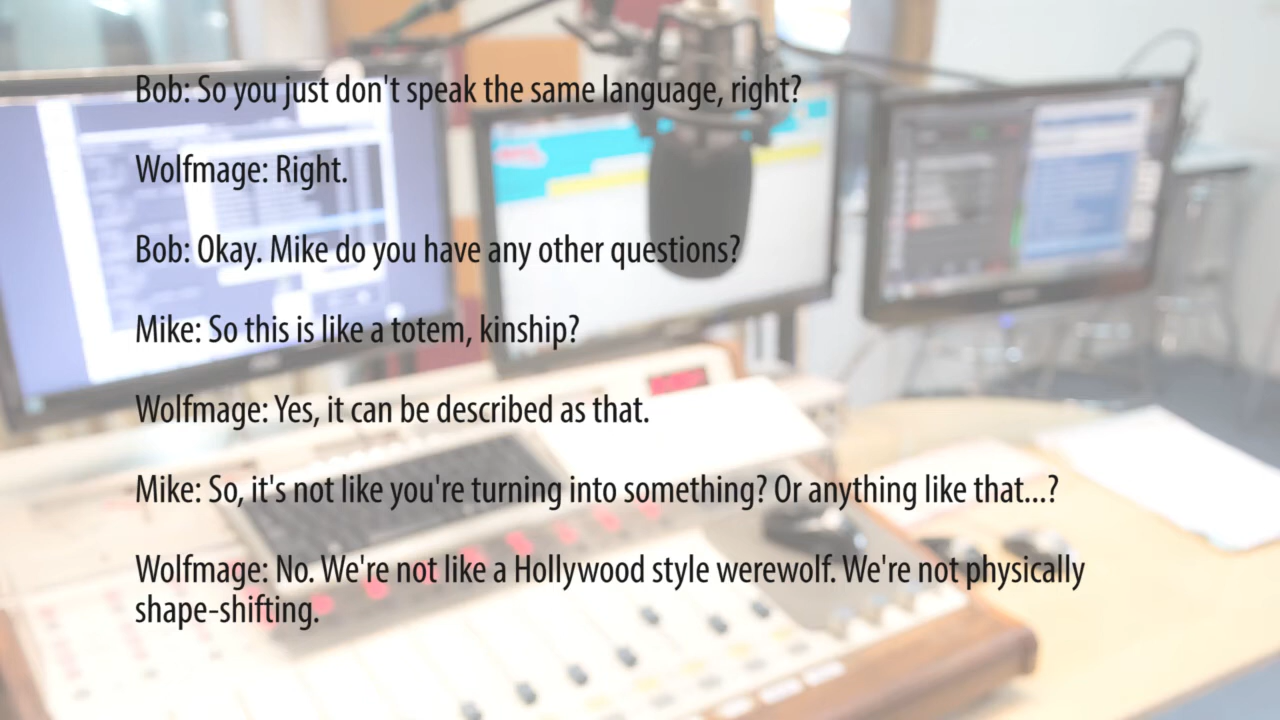 Bob: So you just don't speak the same language, right?
Wolfmage: Right.
Bob: Okay. Mike do you have any other questions?
Mike: So this is like a totem, kinship?
Wolfmage: Yes, it can be described as that.
Mike: So, it's not like you're turning into something? Or anything like that...?
Wolfmage: No. We're not like a Hollywood style werewolf. We're not physically
shape-shifting.